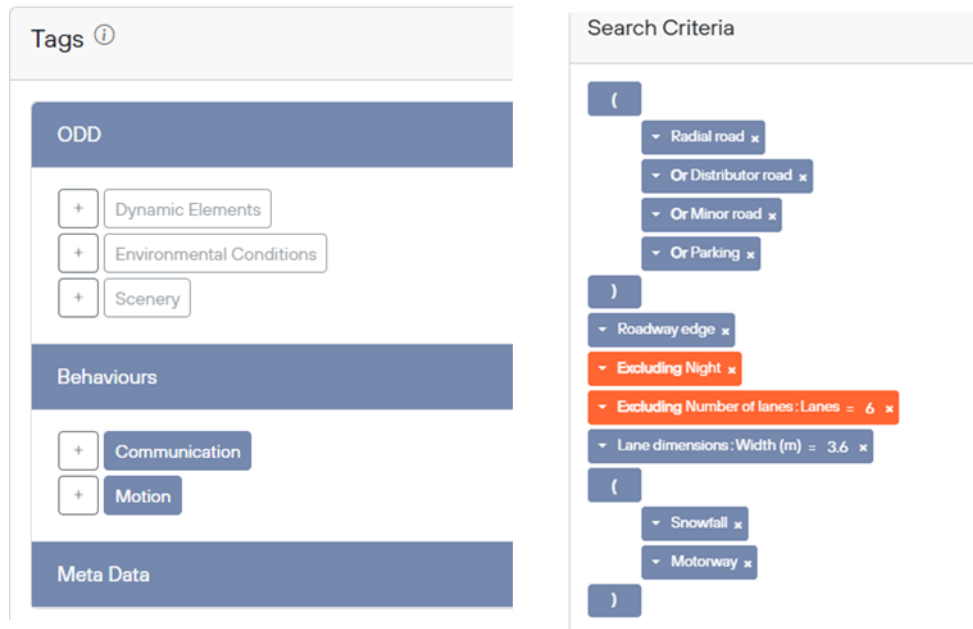 Tags i
ODD
+ Dynamic Elements
+ Environmental Conditions
+ Scenery
Behaviours
+ Communication
+ Motion
Meta Data
Search Criteria
(
Radial road ×
Or Distributor road ×
Or Minor road ×
Or Parking ×
)
Roadway edge ×
Excluding Night ×
Excluding Number of lanes : Lanes = 6 ×
Lane dimensions : Width (m) = 3.6 ×
(
Snowfall ×
Motorway ×
)